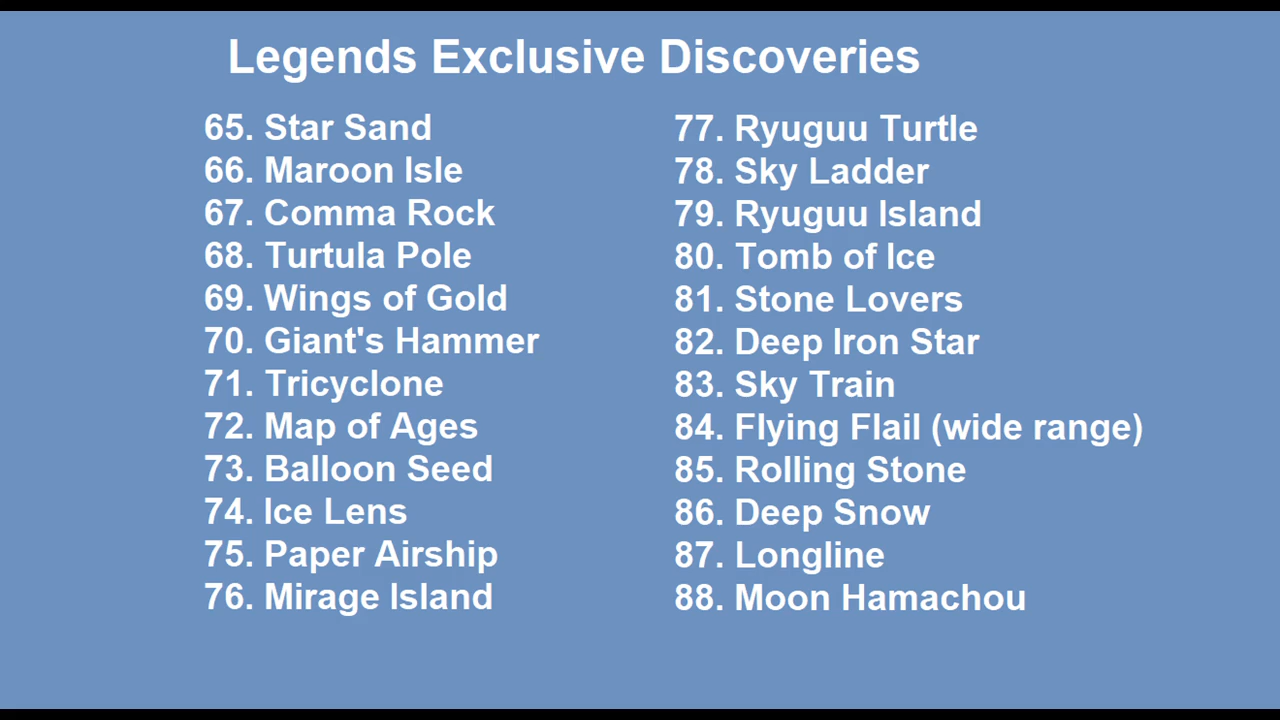 Legends Exclusive Discoveries
65. Star Sand
66. Maroon Isle
67. Comma Rock
68. Turtula Pole
69. Wings of Gold
70. Giant's Hammer
71. Tricyclone
72. Map of Ages
73. Balloon Seed
74. Ice Lens
75. Paper Airship
76. Mirage Island
77. Ryuguu Turtle
78. Sky Ladder
79. Ryuguu Island
80. Tomb of Ice
81. Stone Lovers
82. Deep Iron Star
83. Sky Train
84. Flying Flail (wide range)
85. Rolling Stone
86. Deep Snow
87. Longline
88. Moon Hamachou